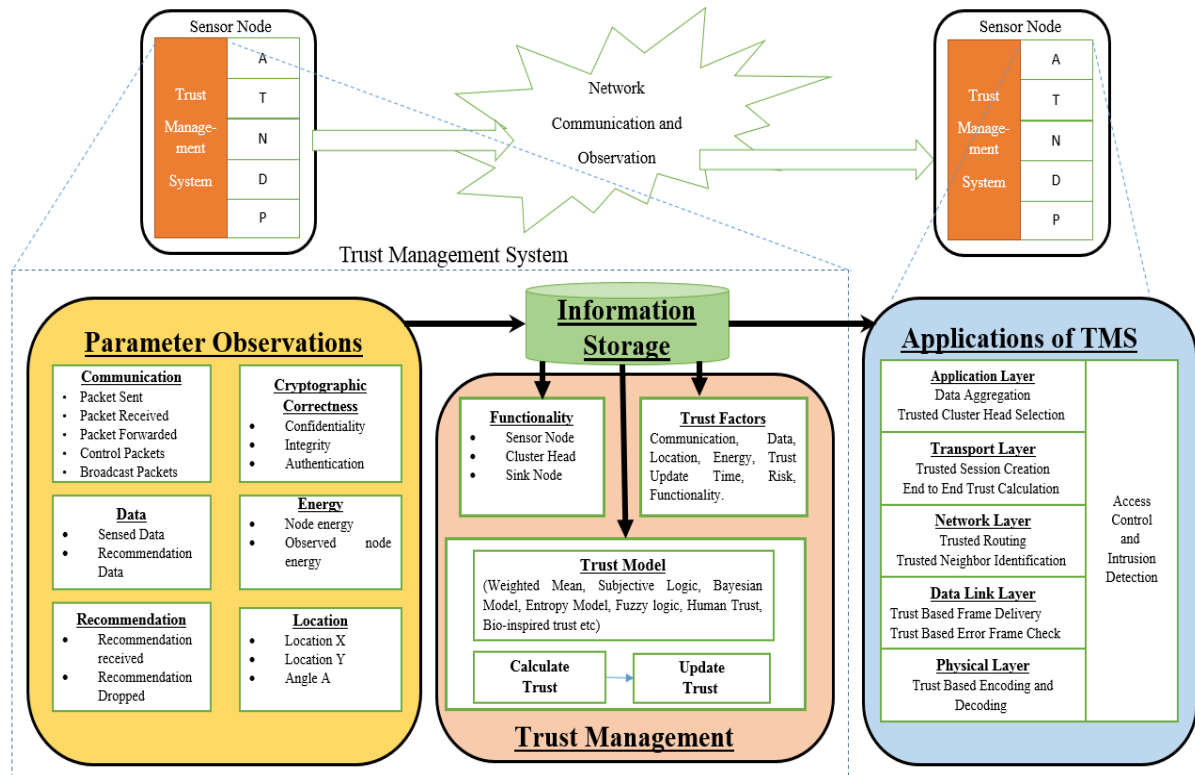 Sensor Node
Trust
Manage-
ment
System
A
T
N
D
P
Network
Communication and
Observation
Sensor Node
Trust
Manage-
ment
System
A
T
N
D
P
Trust Management System
Parameter Observations
Communication
• Packet Sent
• Packet Received
• Packet Forwarded
• Control Packets
• Broadcast Packets
Cryptographic
Correctness
• Confidentiality
• Integrity
• Authentication
Data
• Sensed Data
• Recommendation
Data
Energy
• Node energy
• Observed node
energy
Recommendation
• Recommendation
received
• Recommendation
Dropped
Location
• Location X
• Location Y
• Angle A
Information
Storage
Functionality
• Sensor Node
• Cluster Head
• Sink Node
Trust Factors
Communication, Data,
Location, Energy, Trust
Update Time, Risk,
Functionality.
Trust Model
(Weighted Mean, Subjective Logic, Bayesian
Model, Entropy Model, Fuzzy logic, Human Trust,
Bio-inspired trust etc)
Calculate
Trust
Update
Trust
Trust Management
Applications of TMS
Application Layer
Data Aggregation
Trusted Cluster Head Selection
Transport Layer
Trusted Session Creation
End to End Trust Calculation
Network Layer
Trusted Routing
Trusted Neighbor Identification
Data Link Layer
Trust Based Frame Delivery
Trust Based Error Frame Check
Physical Layer
Trust Based Encoding and
Decoding
Access
Control
and
Intrusion
Detection